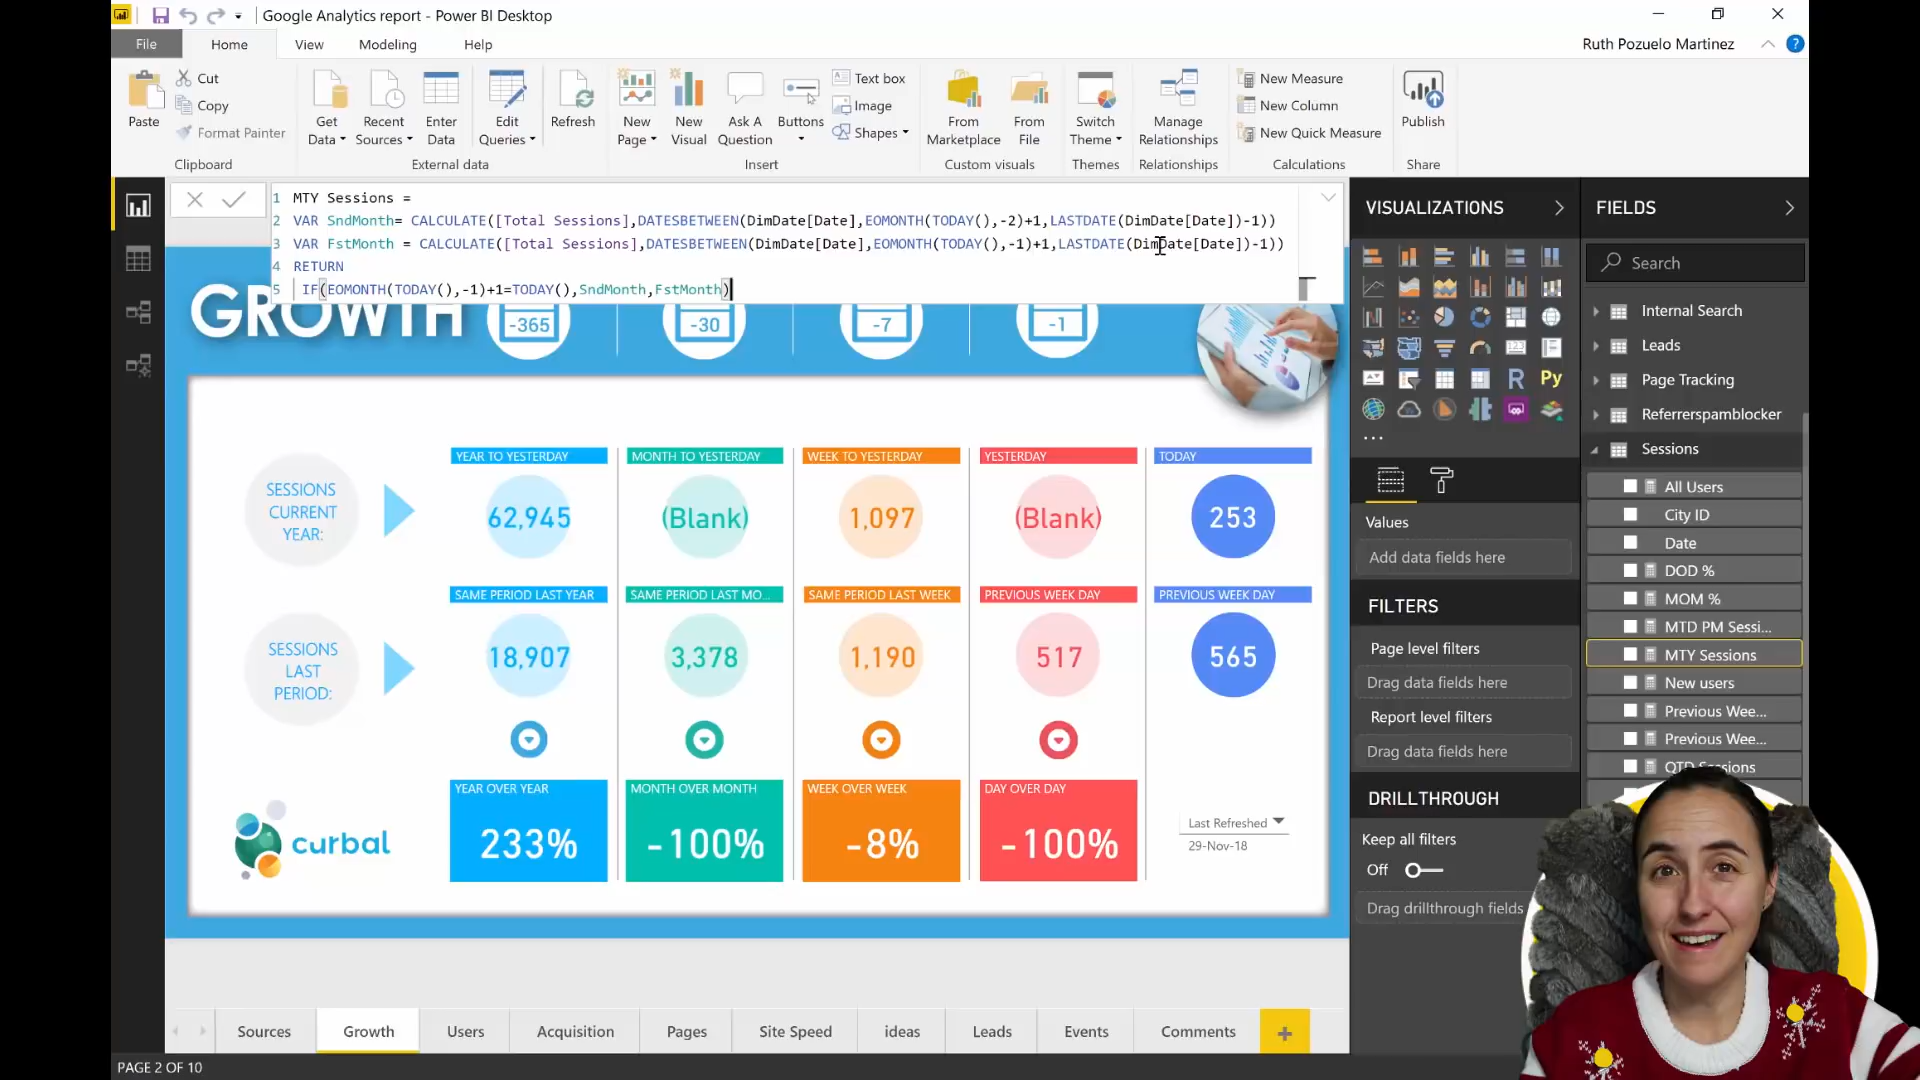 Google Analytics report - Power BI Desktop
File
Home
View
Modeling
Help
Ruth Pozuelo Martinez
?
Paste
Cut
Copy
Format Painter
Clipboard
Get Data
Recent Sources
Enter Data
Edit Queries
Refresh
External data
New Page
New Visual
Ask A Question
Buttons
Text box
Image
Shapes
Insert
From Marketplace
From File
Custom visuals
Switch Theme
Themes
Manage Relationships
Relationships
New Measure
New Column
New Quick Measure
Calculations
Publish
Share
1 MTY Sessions =
2 VAR SndMonth= CALCULATE([Total Sessions],DATESBETWEEN(DimDate[Date],EOMONTH(TODAY(),-2)+1,LASTDATE(DimDate[Date])-1))
3 VAR FstMonth = CALCULATE([Total Sessions],DATESBETWEEN(DimDate[Date],EOMONTH(TODAY(),-1)+1,LASTDATE(DimDate[Date])-1))
4 RETURN
5 IF(EOMONTH(TODAY(),-1)+1=TODAY(),SndMonth,FstMonth)
GROWTH
-365
-30
-7
-1
SESSIONS
CURRENT
YEAR:
YEAR TO YESTERDAY
62,945
MONTH TO YESTERDAY
(Blank)
WEEK TO YESTERDAY
1,097
YESTERDAY
(Blank)
TODAY
253
SESSIONS
LAST
PERIOD:
SAME PERIOD LAST YEAR
18,907
SAME PERIOD LAST MO...
3,378
SAME PERIOD LAST WEEK
1,190
PREVIOUS WEEK DAY
517
PREVIOUS WEEK DAY
565
curbal
YEAR OVER YEAR
233%
MONTH OVER MONTH
-100%
WEEK OVER WEEK
-8%
DAY OVER DAY
-100%
Last Refreshed
29-Nov-18
VISUALIZATIONS
R
Py
...
Values
Add data fields here
FILTERS
Page level filters
Drag data fields here
Report level filters
Drag data fields here
DRILLTHROUGH
Keep all filters
Off
Drag drillthrough fields
FIELDS
Search
Internal Search
Leads
Page Tracking
Referrerspamblocker
Sessions
All Users
City ID
Date
DOD %
MOM %
MTD PM Sessi...
MTY Sessions
New users
Previous Wee...
Previous Wee...
QTD Sessions
Sources
Growth
Users
Acquisition
Pages
Site Speed
ideas
Leads
Events
Comments
+
PAGE 2 OF 10